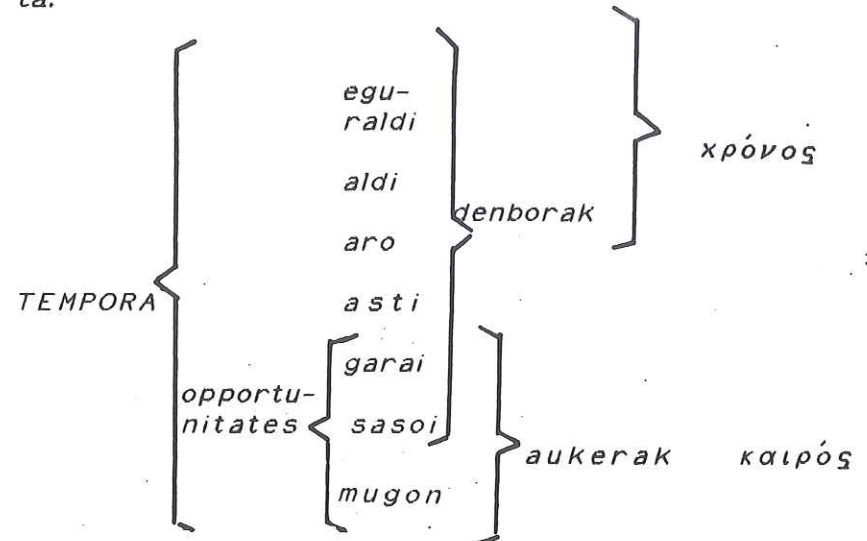 ta.
egu-
raldi
χρόνος
aldi
denborak
aro
TEMPORA
asti
garai
opportu-
nitates
sasoi
aukerak
καιρός
mugon